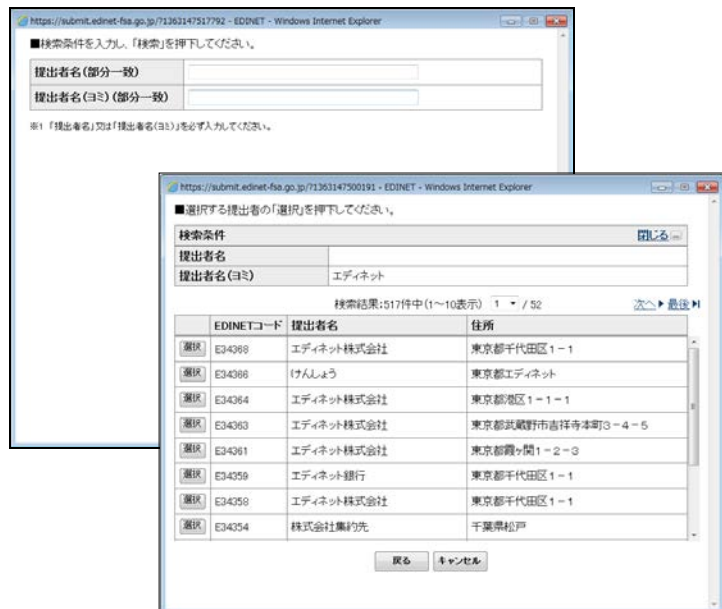 https://submit.edinet-fsa.go.jp/?1363147517792 - EDINET - Windows Internet Explorer
■検索条件を入力し、「検索」を押下してください。
提出者名(部分一致)
提出者名(ヨミ)(部分一致)
※1 「提出者名」又は「提出者名(ヨミ)」を必ず入力してください。
https://submit.edinet-fsa.go.jp/?1363147500191 - EDINET - Windows Internet Explorer
■選択する提出者の「選択」を押下してください。
検索条件 閉じる
提出者名
提出者名(ヨミ) エディネット
検索結果:517件中(1~10表示) 1 / 52 次へ 最後
EDINETコード 提出者名 住所
選択 E34368 エディネット株式会社 東京都千代田区1-1
選択 E34366 けんしょう 東京都エディネット
選択 E34364 エディネット株式会社 東京都港区1-1-1
選択 E34363 エディネット株式会社 東京都武蔵野市吉祥寺本町3-4-5
選択 E34361 エディネット株式会社 東京都霞ヶ関1-2-3
選択 E34359 エディネット銀行 東京都千代田区1-1
選択 E34358 エディネット株式会社 東京都千代田区1-1
選択 E34354 株式会社集約先 千葉県松戸
戻る キャンセル